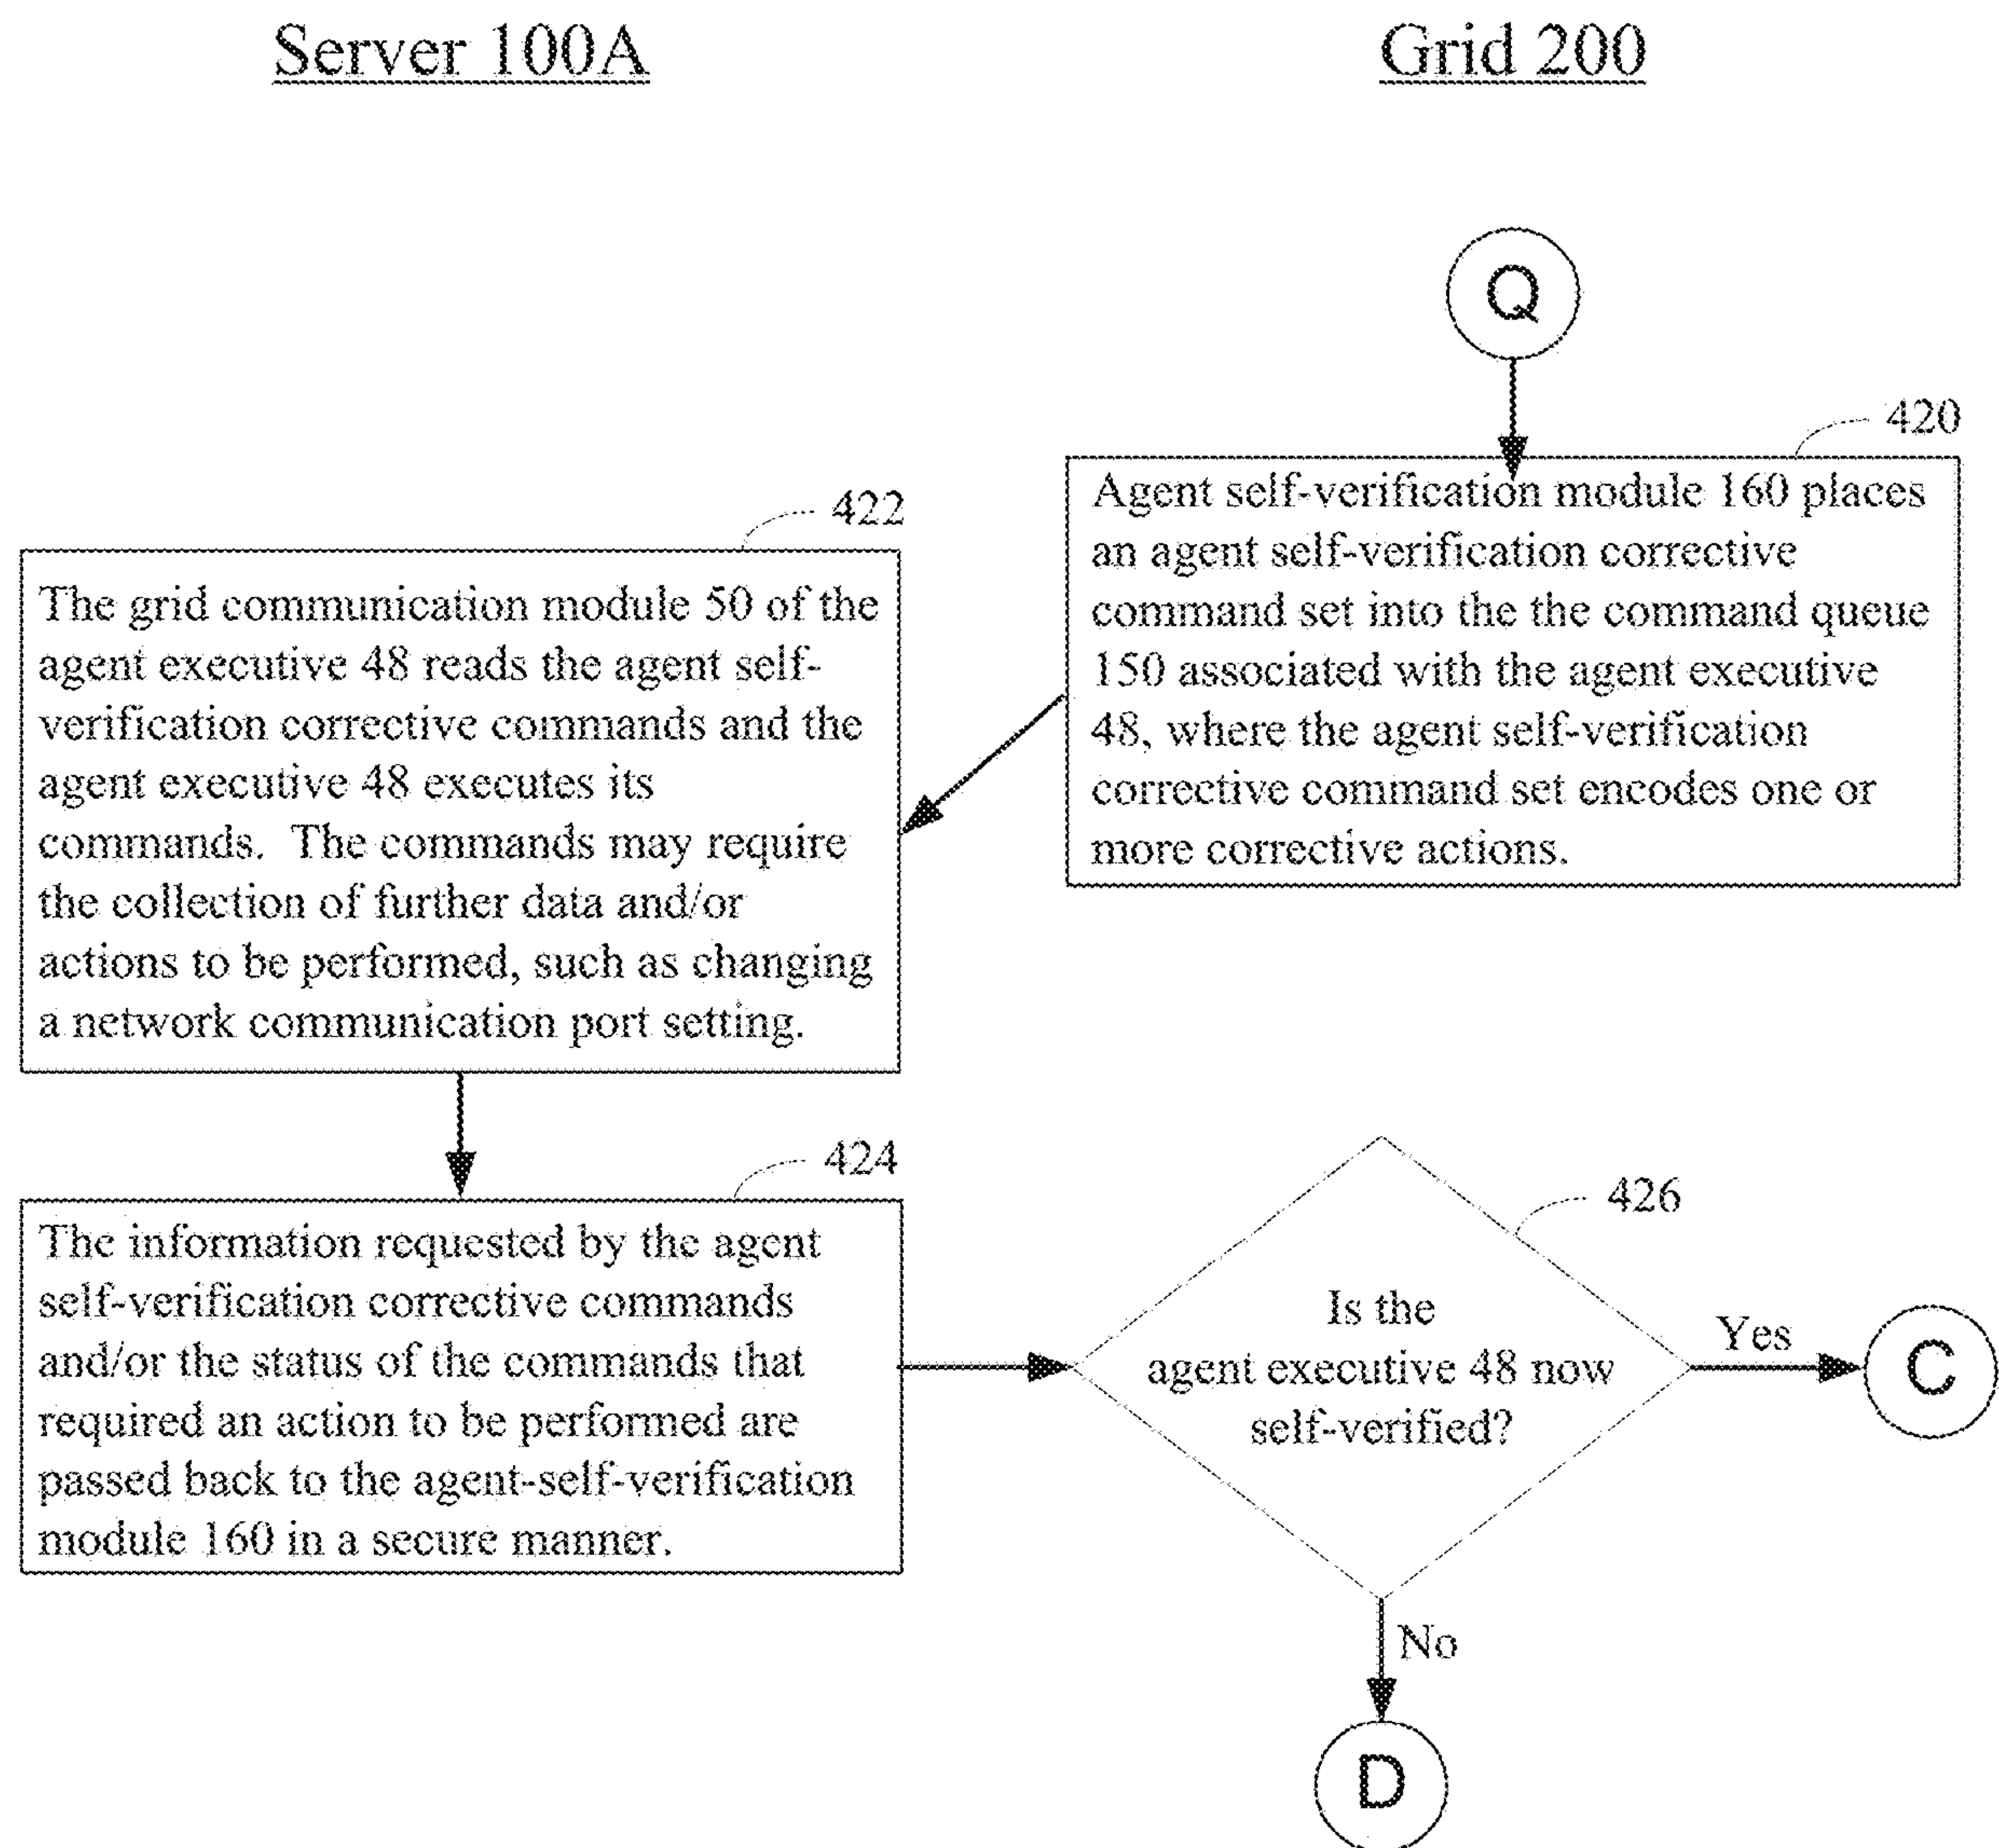 Server 100A
Grid 200
Q
420
Agent self-verification module 160 places
an agent self-verification corrective
command set into the the command queue
150 associated with the agent executive
48, where the agent self-verification
corrective command set encodes one or
more corrective actions.
422
The grid communication module 50 of the
agent executive 48 reads the agent self-
verification corrective commands and the
agent executive 48 executes its
commands.  The commands may require
the collection of further data and/or
actions to be performed, such as changing
a network communication port setting.
424
The information requested by the agent
self-verification corrective commands
and/or the status of the commands that
required an action to be performed are
passed back to the agent-self-verification
module 160 in a secure manner.
426
Is the
agent executive 48 now
self-verified?
Yes
C
No
D